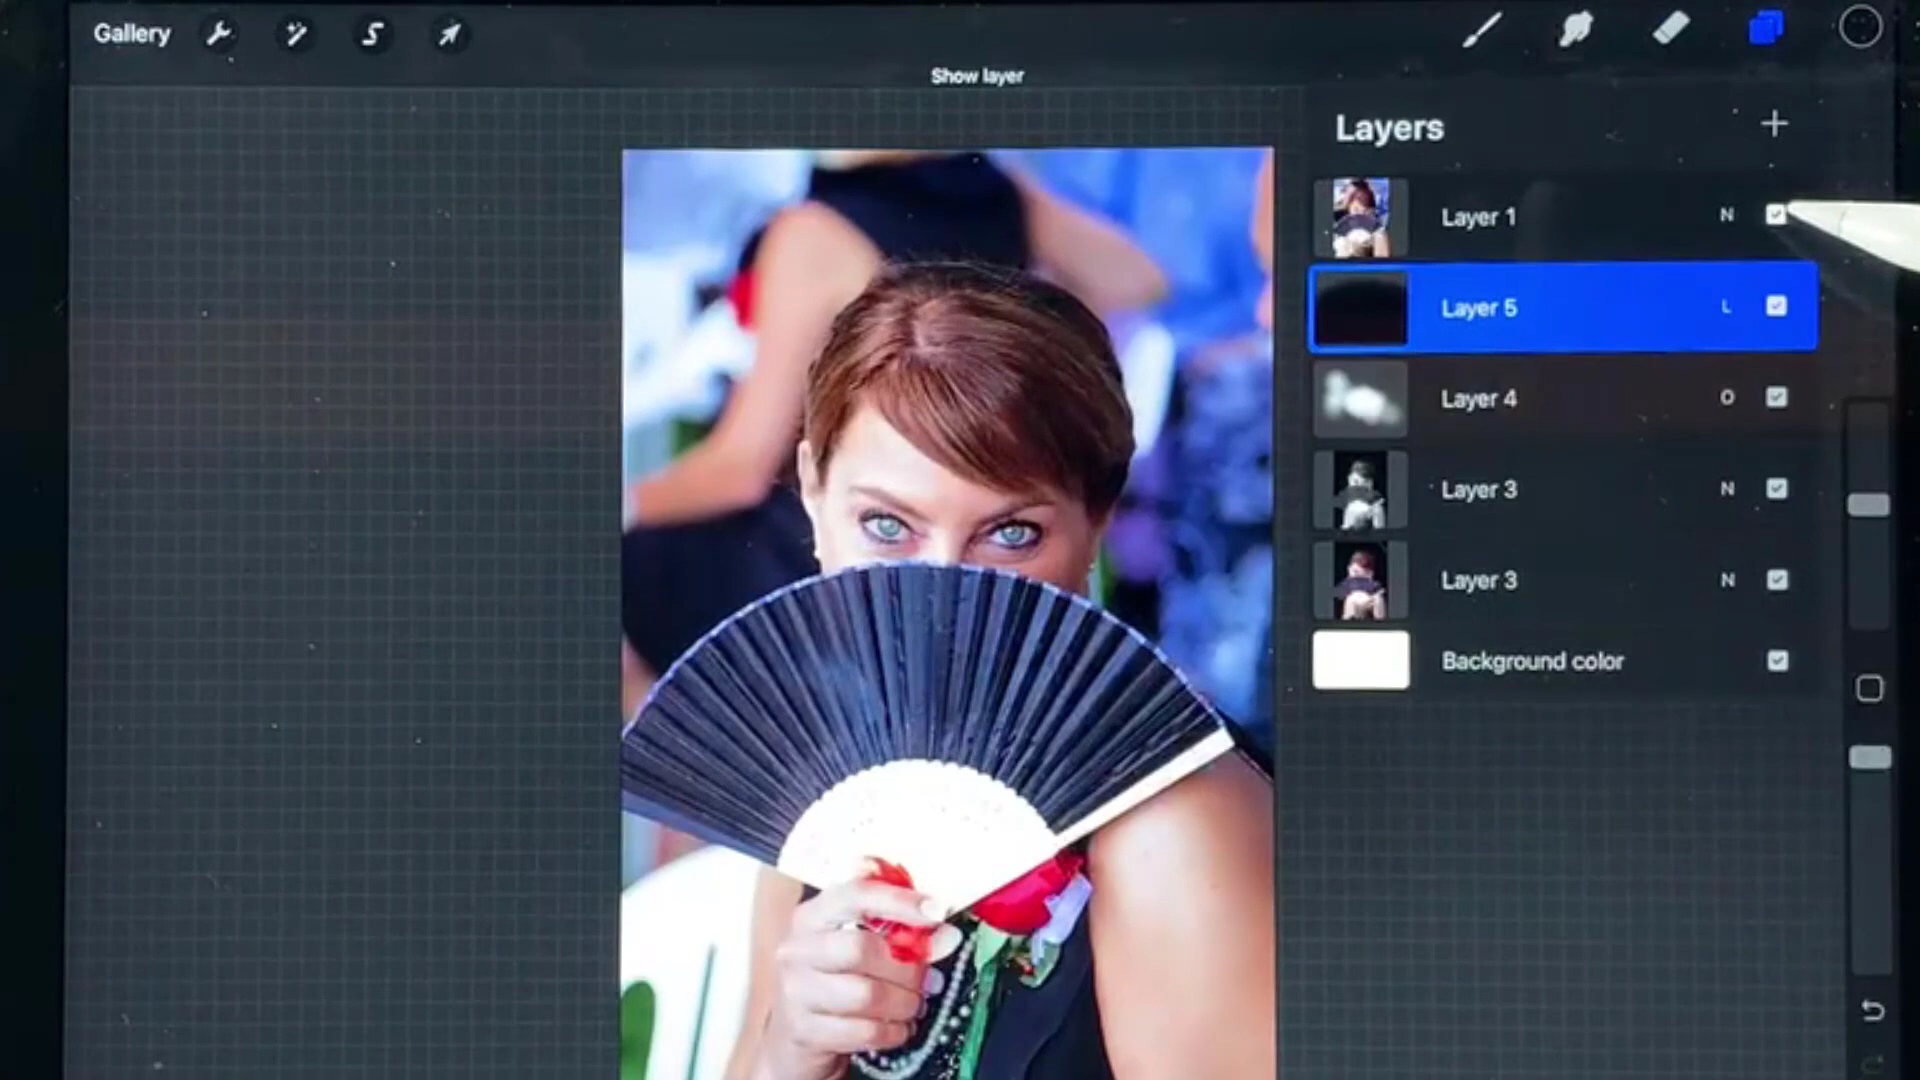 Gallery
Show layer
Layers
Layer 1 N
Layer 5 L
Layer 4 O
Layer 3 N
Layer 3 N
Background color